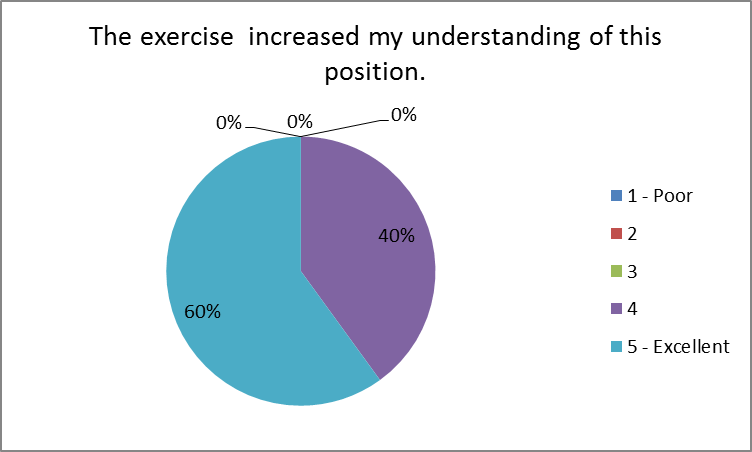 The exercise  increased my understanding of this
position.
0%
0%
0%
40%
60%
1 - Poor
2
3
4
5 - Excellent